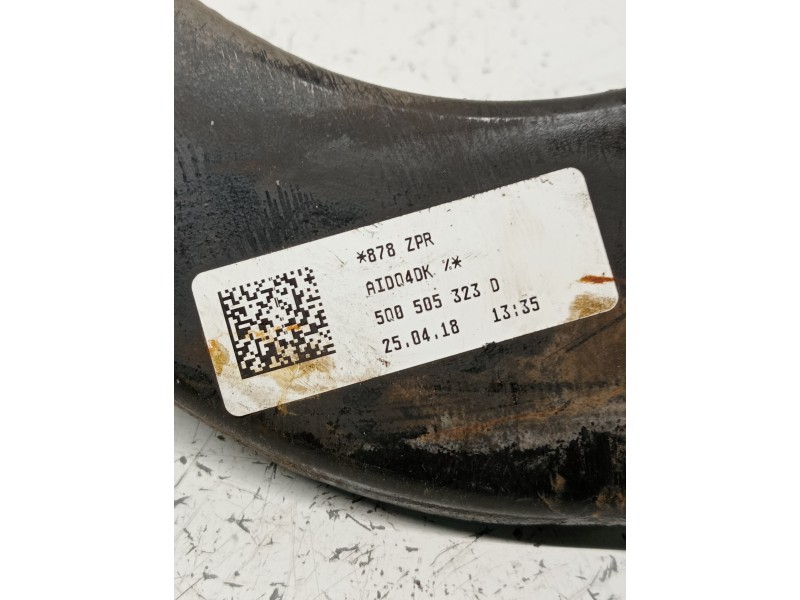 *878 ZPR
AID04DK %*
5Q0 505 323 D
25.04.18 13:35